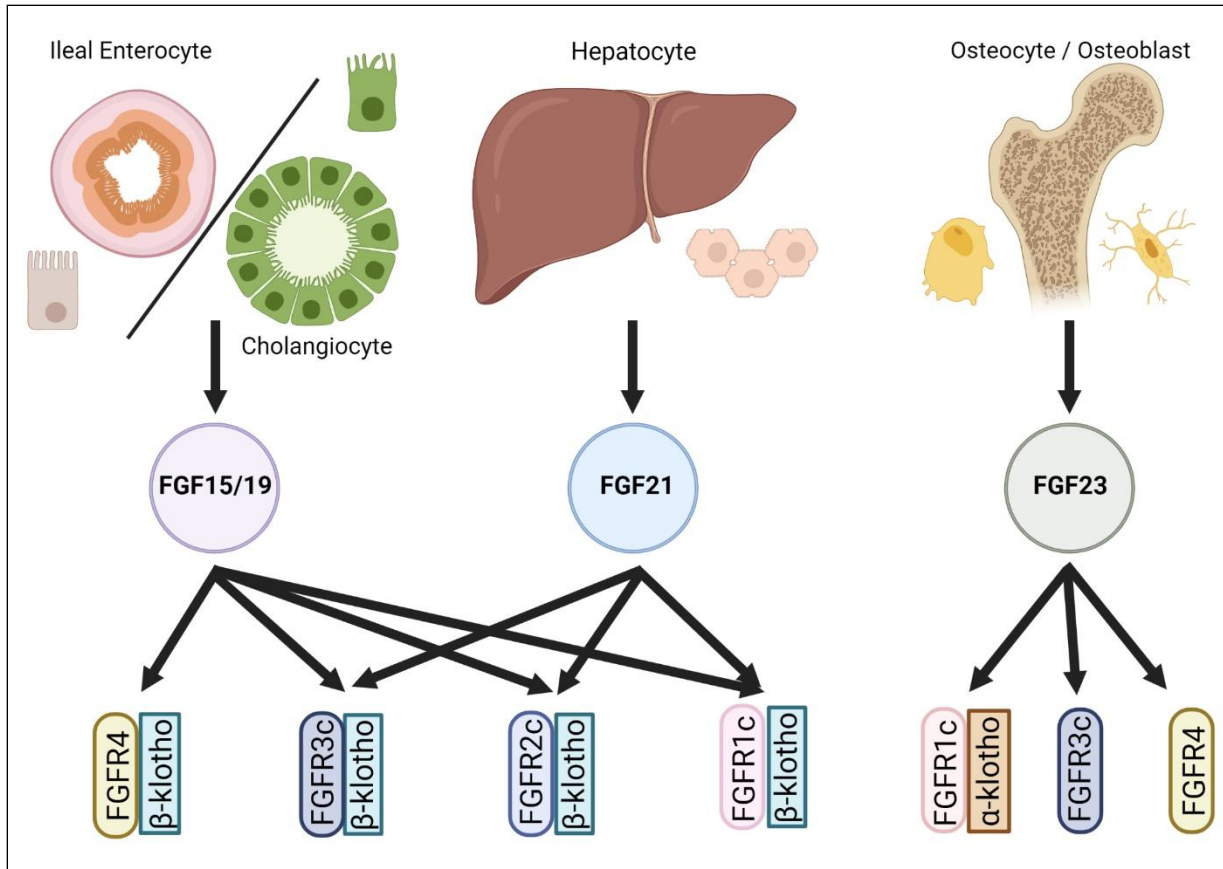 Ileal Enterocyte
Hepatocyte
Osteocyte / Osteoblast
Cholangiocyte
FGF15/19
FGF21
FGF23
FGFR4
β-klotho
FGFR3c
β-klotho
FGFR2c
β-klotho
FGFR1c
β-klotho
FGFR1c
α-klotho
FGFR3c
FGFR4